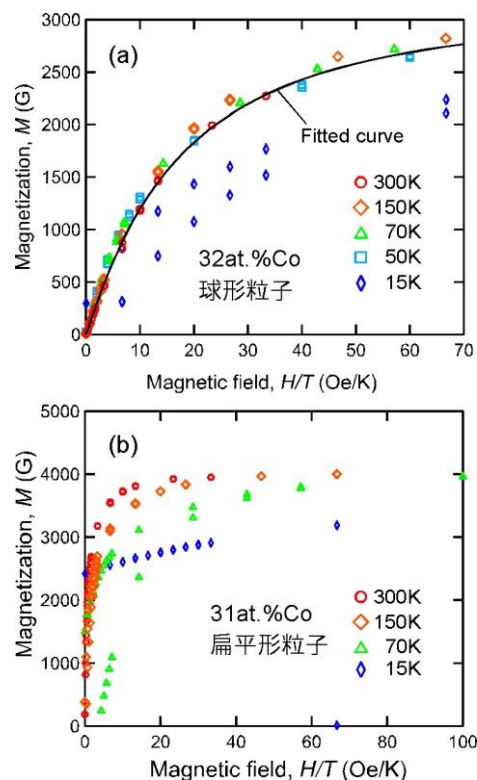 (a)
3000
2500
2000
1500
1000
500
0
Magnetization, M (G)
Fitted curve
300K
150K
70K
50K
15K
32at.%Co
球形粒子
0 10 20 30 40 50 60 70
Magnetic field, H/T (Oe/K)
(b)
5000
4000
3000
2000
1000
0
Magnetization, M (G)
300K
150K
70K
15K
31at.%Co
扁平形粒子
0 20 40 60 80 100
Magnetic field, H/T (Oe/K)